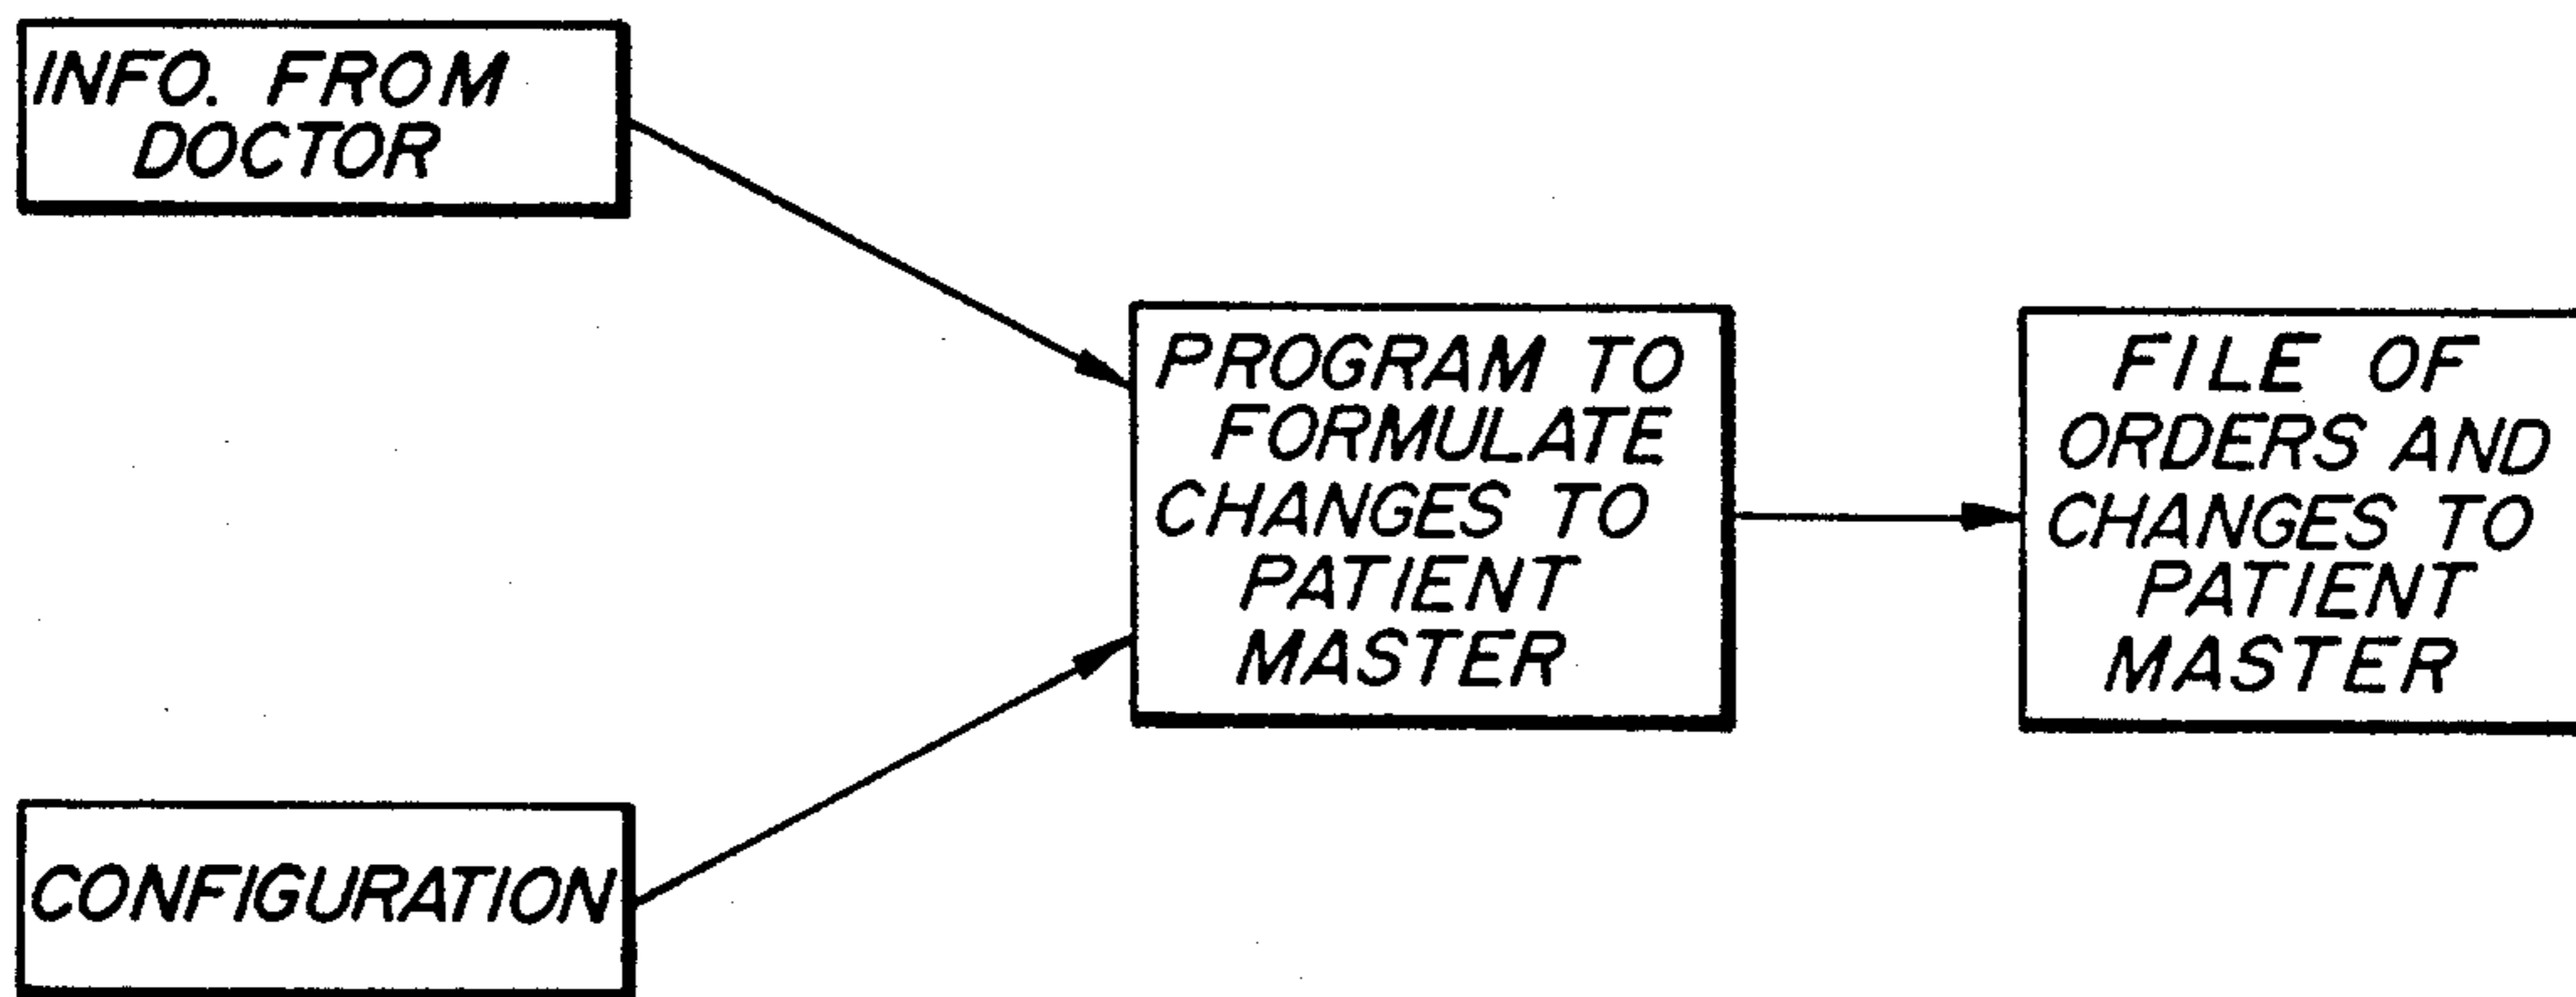 INFO. FROM
DOCTOR
PROGRAM TO
FORMULATE
CHANGES TO
PATIENT
MASTER
FILE OF
ORDERS AND
CHANGES TO
PATIENT
MASTER
CONFIGURATION